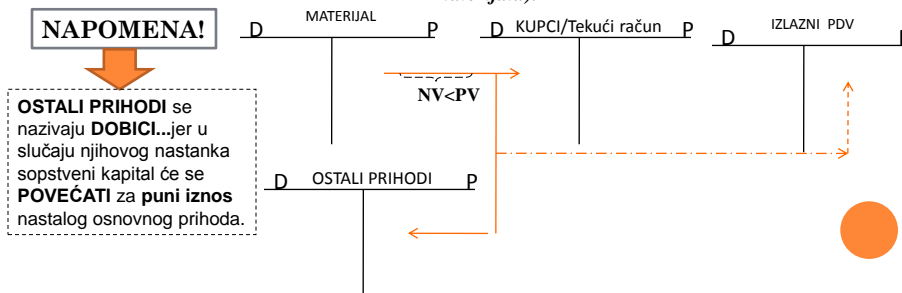 NAPOMENA!
OSTALI PRIHODI se
nazivaju DOBICI...jer u
slučaju njihovog nastanka
sopstveni kapital će se
POVEĆATI za puni iznos
nastalog osnovnog prihoda.
D MATERIJAL P
D KUPCI/Tekući račun P
D IZLAZNI PDV
NV<PV
D OSTALI PRIHODI P